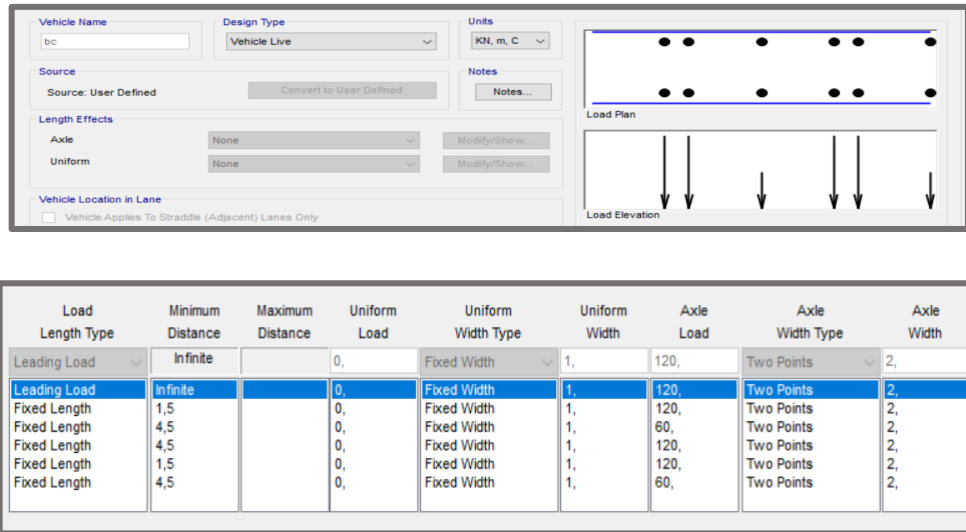 Vehicle Name Design Type Units
bc Vehicle Live KN, m, C
Source Notes
Source: User Defined Convert to User Defined Notes...
Length Effects Load Plan
Axle None Modify/Show...
Uniform None Modify/Show...
Vehicle Location in Lane
Vehicle Applies To Straddle (Adjacent) Lanes Only Load Elevation
Load Minimum Maximum Uniform Uniform Uniform Axle Axle Axle
Length Type Distance Distance Load Width Type Width Load Width Type Width
Leading Load Infinite 0, Fixed Width 1, 120, Two Points 2,
Leading Load Infinite 0, Fixed Width 1, 120, Two Points 2,
Fixed Length 1,5 0, Fixed Width 1, 120, Two Points 2,
Fixed Length 4,5 0, Fixed Width 1, 60, Two Points 2,
Fixed Length 4,5 0, Fixed Width 1, 120, Two Points 2,
Fixed Length 1,5 0, Fixed Width 1, 120, Two Points 2,
Fixed Length 4,5 0, Fixed Width 1, 60, Two Points 2,